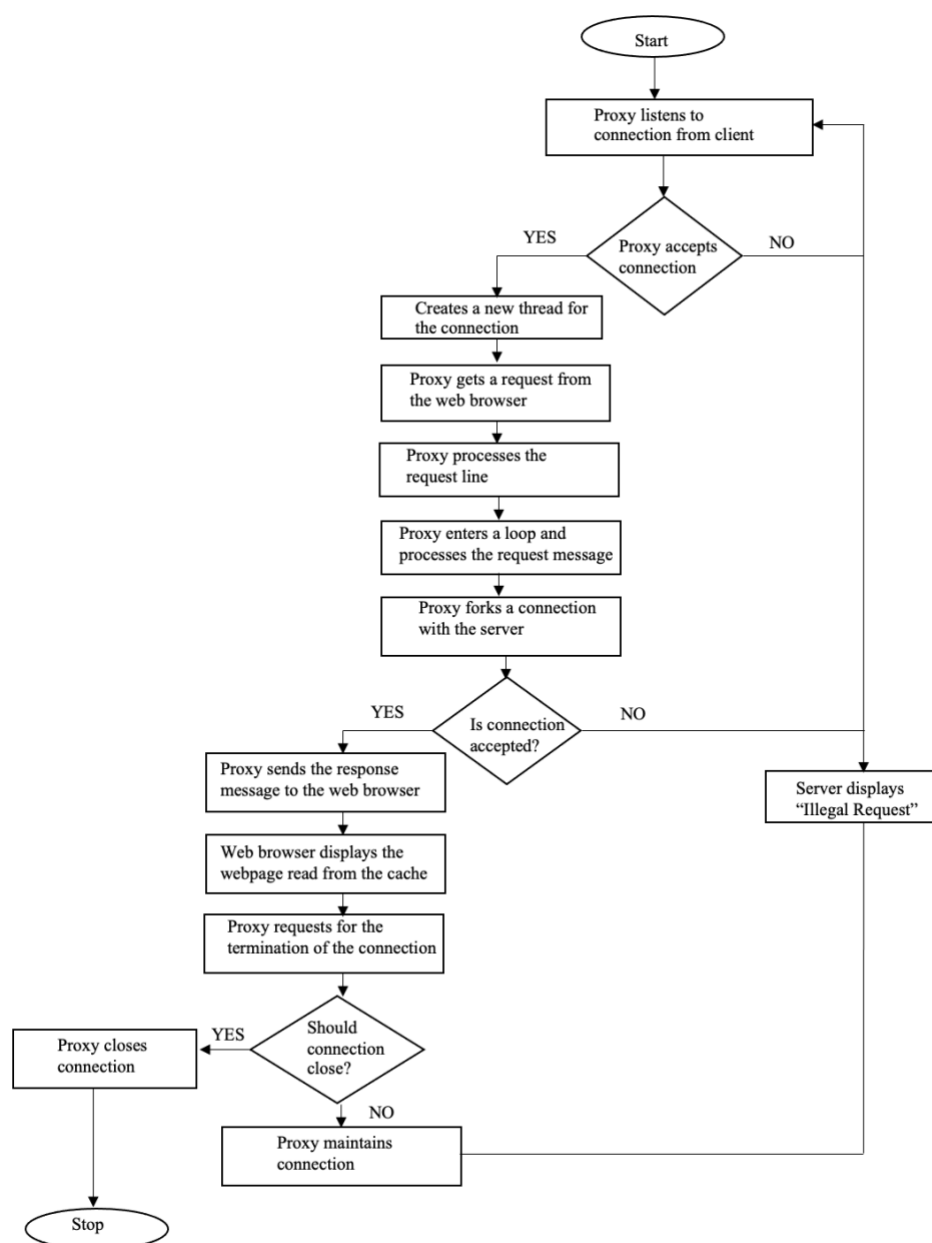 Start
Proxy listens to
connection from client
YES
Proxy accepts
connection
NO
Creates a new thread for
the connection
Proxy gets a request from
the web browser
Proxy processes the
request line
Proxy enters a loop and
processes the request message
Proxy forks a connection
with the server
YES
Is connection
accepted?
NO
Proxy sends the response
message to the web browser
Server displays
“Illegal Request”
Web browser displays the
webpage read from the cache
Proxy requests for the
termination of the connection
Should
connection
close?
YES
Proxy closes
connection
NO
Proxy maintains
connection
Stop